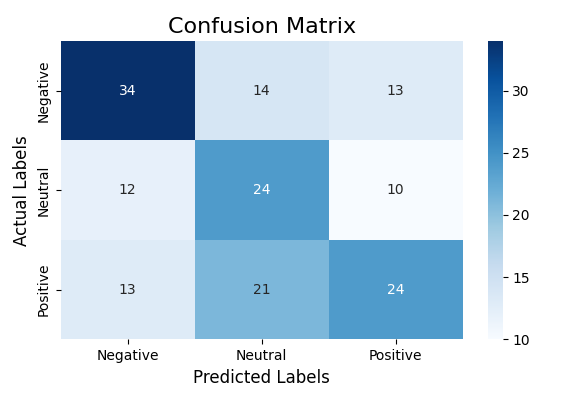 Confusion Matrix
Actual Labels
Negative
34
14
13
Neutral
12
24
10
Positive
13
21
24
Negative
Neutral
Positive
Predicted Labels
30
25
20
15
10